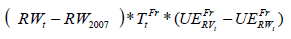 ( RW_t − RW_2007 ) * T_t^Fr * (UE_RV_t^Fr − UE_RW_t^Fr)